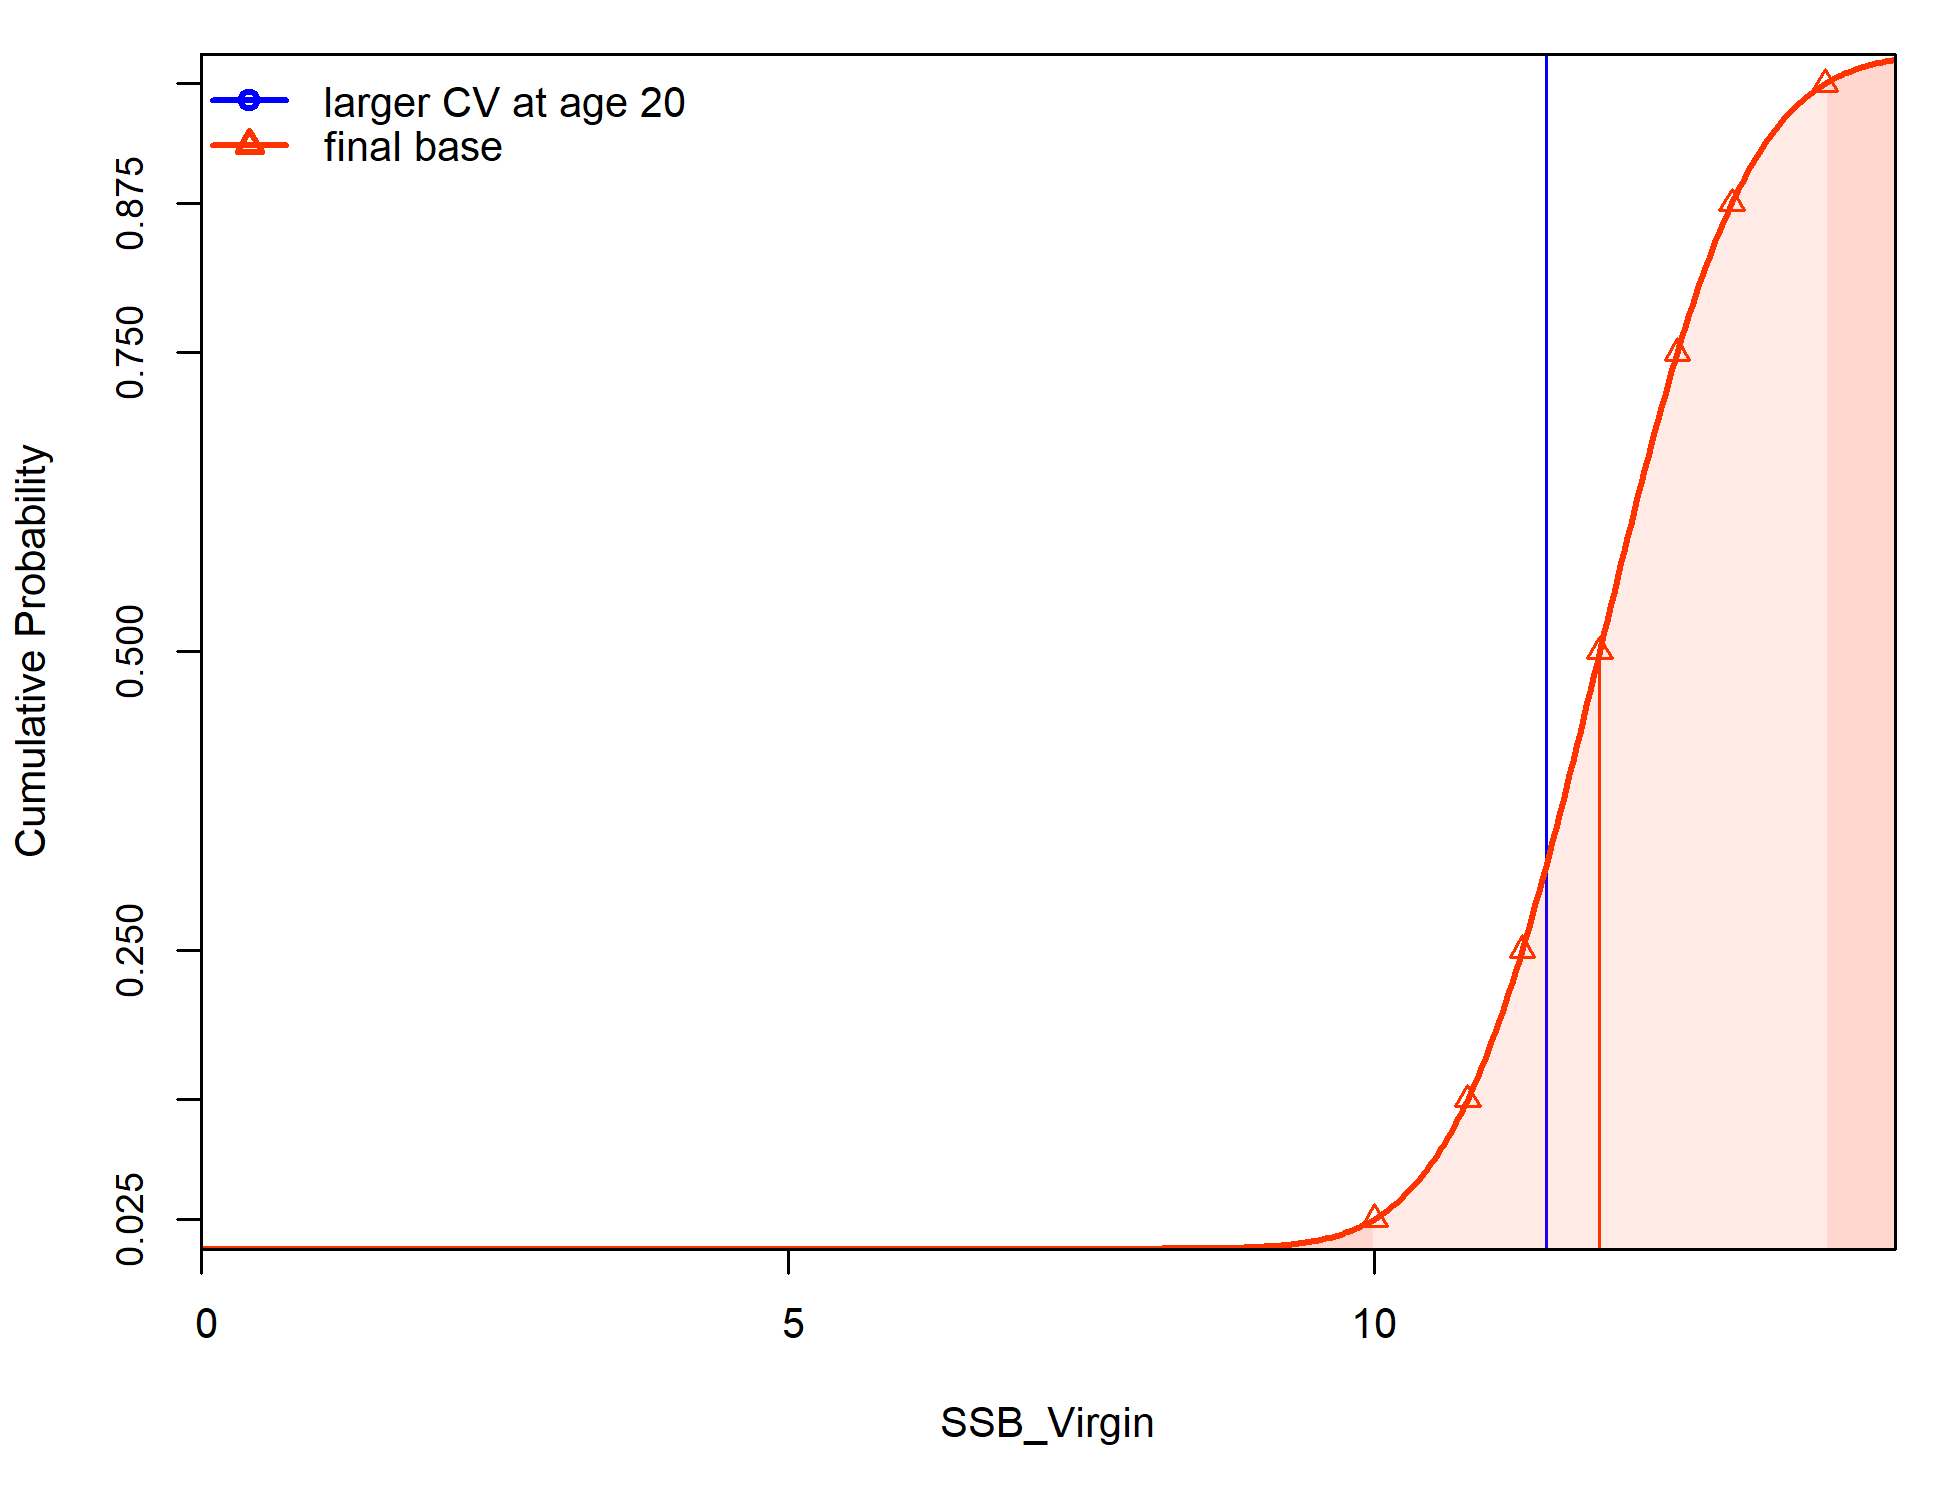 larger CV at age 20
final base
Cumulative Probability
0.875
0.750
0.500
0.250
0.025
0 5 10
SSB_Virgin